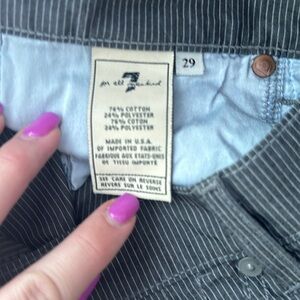 7
for all mankind
29
76% COTTON
24% POLYESTER
76% COTON
24% POLYESTER
MADE IN U.S.A.
OF IMPORTED FABRIC
FABRIQUE AUX ETATS-UNIS
DE TISSU IMPORTÉ
SEE CARE ON REVERSE
REVERS SUR LE SOINS